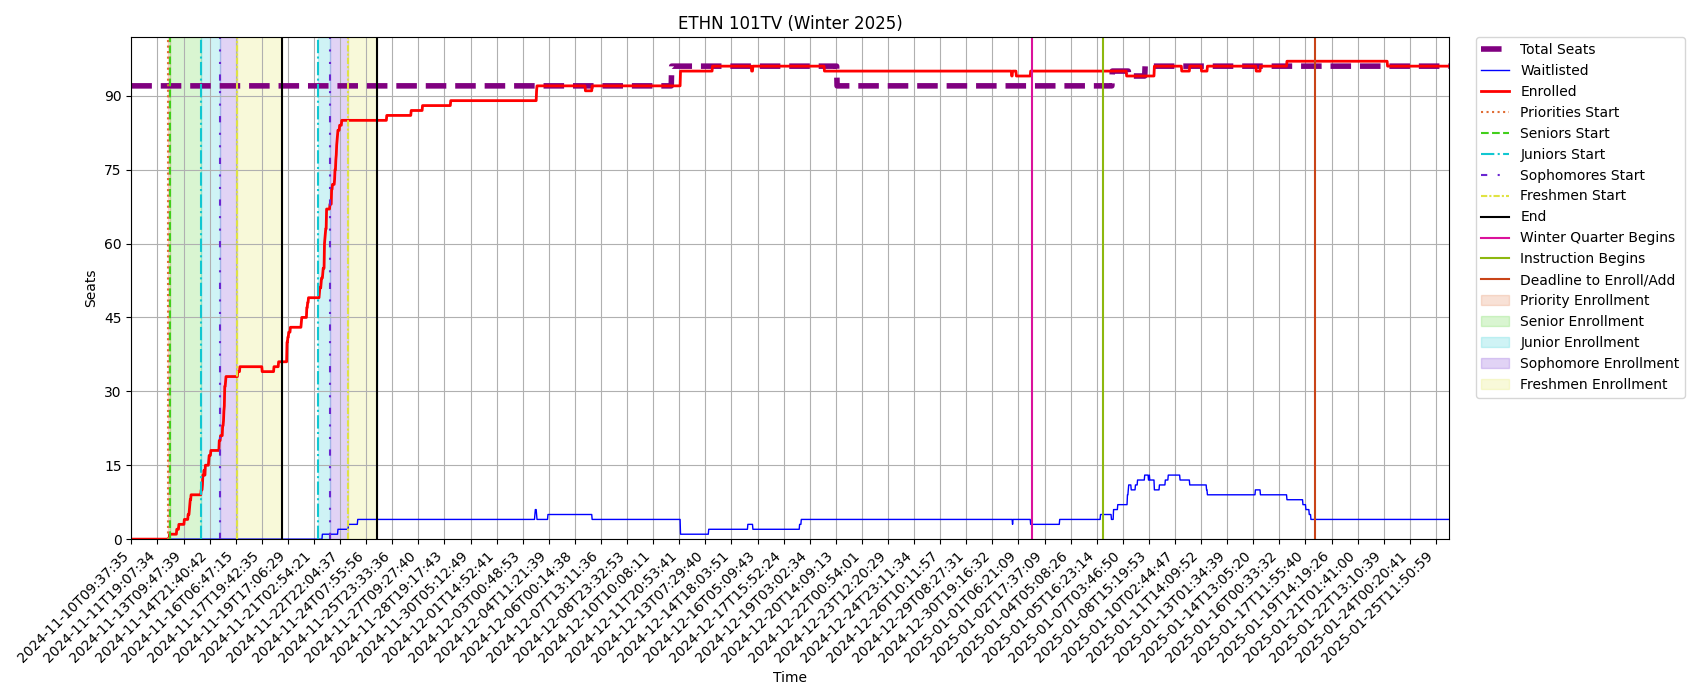 ETHN 101TV (Winter 2025)
Seats
90
75
60
45
30
15
0
2024-11-10T09:37:35
2024-11-11T19:07:34
2024-11-13T09:47:39
2024-11-14T21:40:42
2024-11-16T06:47:15
2024-11-17T19:42:35
2024-11-19T17:06:29
2024-11-21T02:54:21
2024-11-22T22:04:37
2024-11-24T07:55:56
2024-11-25T23:33:36
2024-11-27T09:27:40
2024-11-28T19:17:43
2024-11-30T05:12:49
2024-12-01T14:52:41
2024-12-03T00:48:53
2024-12-04T11:21:39
2024-12-06T00:14:38
2024-12-07T13:11:36
2024-12-08T23:32:53
2024-12-10T10:08:11
2024-12-11T20:53:41
2024-12-13T07:29:40
2024-12-14T18:03:51
2024-12-16T05:09:43
2024-12-17T15:52:24
2024-12-19T03:02:34
2024-12-20T14:09:13
2024-12-22T00:54:01
2024-12-23T12:20:29
2024-12-24T23:11:34
2024-12-26T10:11:57
2024-12-29T08:27:31
2024-12-30T19:16:32
2025-01-01T06:21:09
2025-01-02T17:37:09
2025-01-04T05:08:26
2025-01-05T16:23:14
2025-01-07T03:46:50
2025-01-08T15:19:53
2025-01-10T02:44:47
2025-01-11T14:09:52
2025-01-13T01:34:39
2025-01-14T13:05:20
2025-01-16T00:33:32
2025-01-17T11:55:40
2025-01-19T14:19:26
2025-01-21T01:41:00
2025-01-22T13:10:39
2025-01-24T00:20:41
2025-01-25T11:50:59
Time
Total Seats
Waitlisted
Enrolled
Priorities Start
Seniors Start
Juniors Start
Sophomores Start
Freshmen Start
End
Winter Quarter Begins
Instruction Begins
Deadline to Enroll/Add
Priority Enrollment
Senior Enrollment
Junior Enrollment
Sophomore Enrollment
Freshmen Enrollment